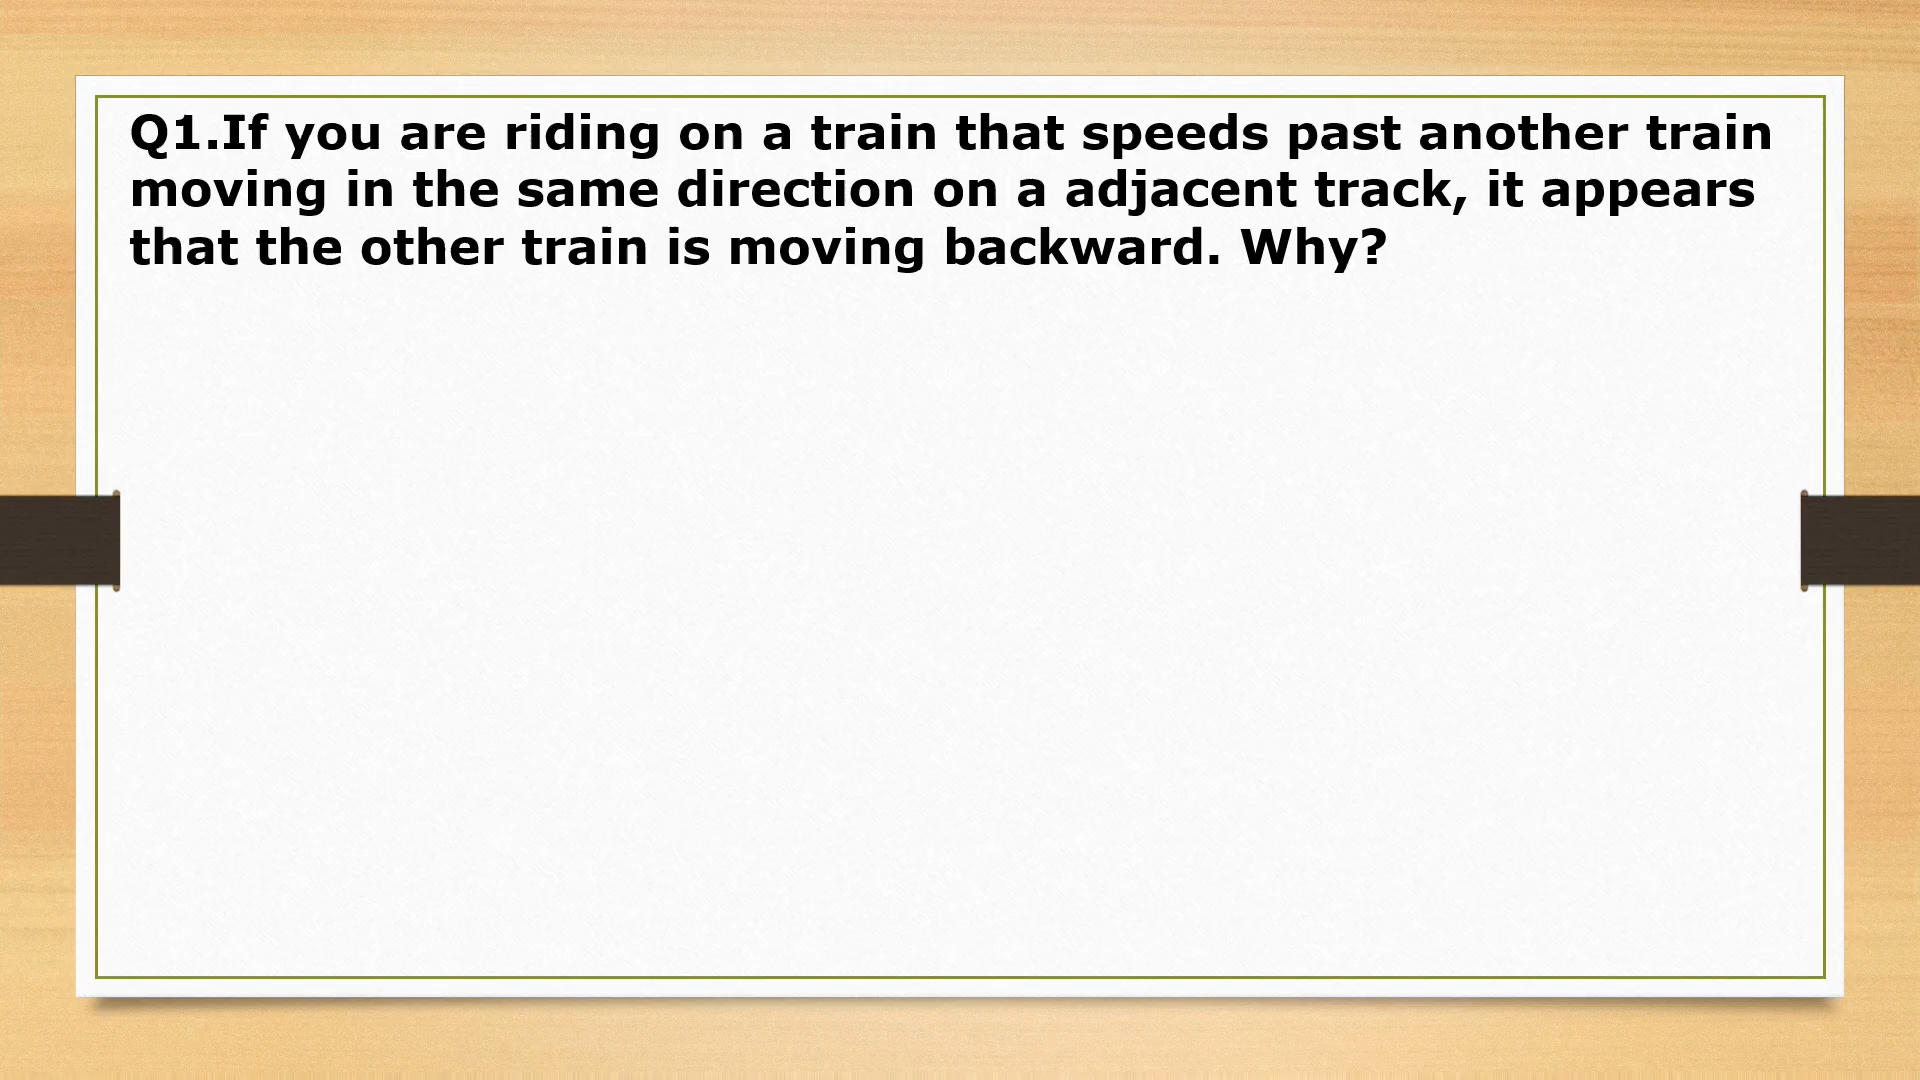 Q1.If you are riding on a train that speeds past another train
moving in the same direction on a adjacent track, it appears
that the other train is moving backward. Why?